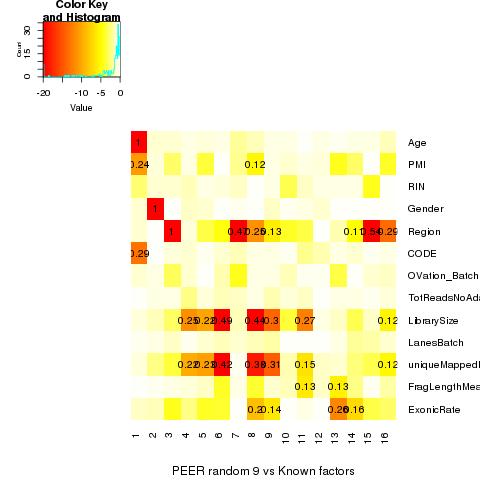 Color Key
and Histogram
Count
0 15 30
-20 -10 -5 0
Value
1 Age
0.24 0.12 PMI
RIN
1 Gender
1 0.47 0.25 0.13 0.11 0.29 Region
0.29 CODE
OVation_Batch
TotReadsNoAda
0.25 0.22 0.49 0.44 0.3 0.27 0.12 LibrarySize
LanesBatch
0.22 0.23 0.42 0.31 0.15 0.12 uniqueMapped
0.13 0.13 FragLengthMea
0.2 0.14 0.26 0.16 ExonicRate
1 2 3 4 5 6 7 8 9 10 11 12 13 14 15 16
PEER random 9 vs Known factors